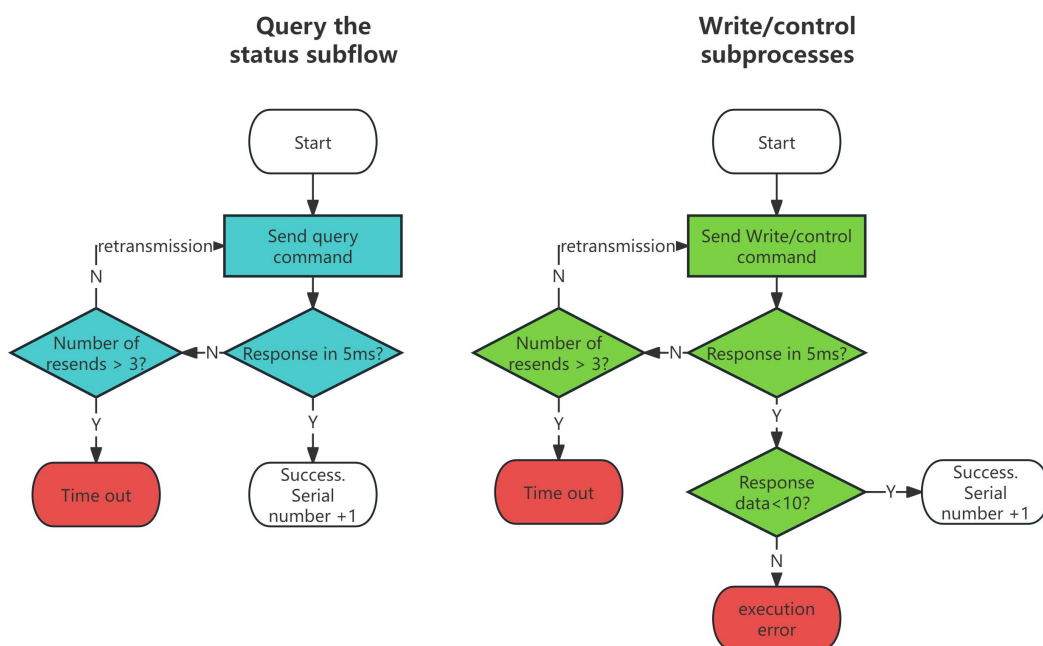 Query the
status subflow
Start
Send query
command
retransmission
N
Number of
resends > 3?
N
Response in 5ms?
Y
Y
Time out
Success.
Serial
number +1
Write/control
subprocesses
Start
Send Write/control
command
retransmission
N
Number of
resends > 3?
N
Response in 5ms?
Y
Y
Time out
Response
data<10?
Y
Success.
Serial
number +1
N
execution
error